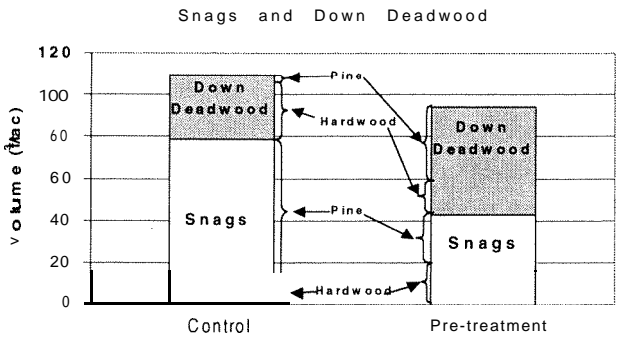 Snags and Down Deadwood
120
100
60
60
40
20
0
Down
Deadwood
Snags
Pine
Hardwood
Pine
Hardwood
Down
Deadwood
Snags
Control
Pre-treatment